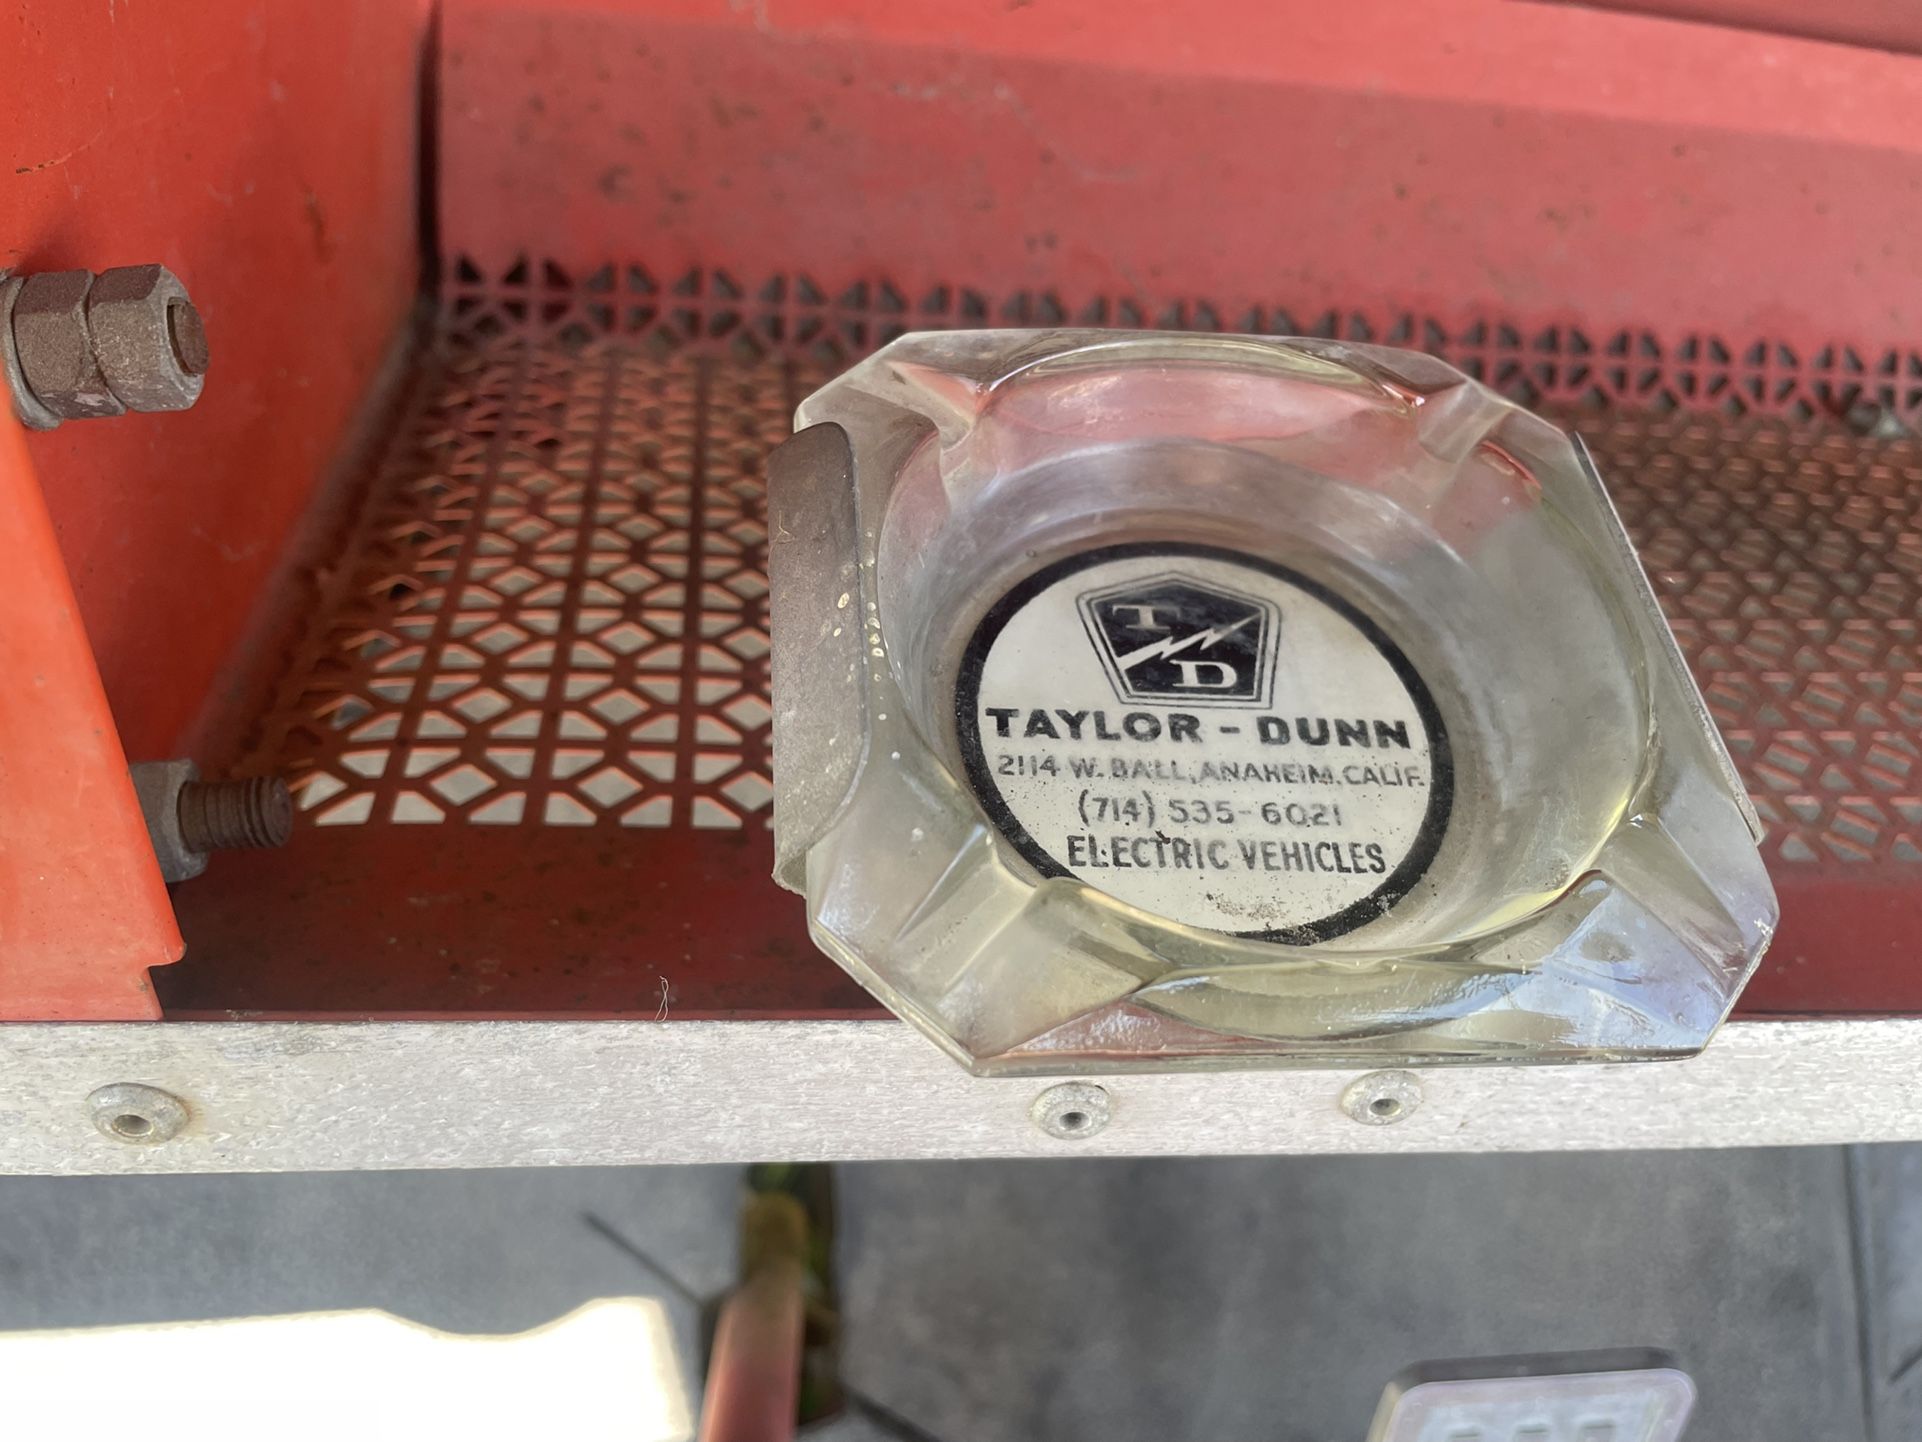 T
D
TAYLOR - DUNN
2114 W. BALL, ANAHEIM. CALIF.
(714) 535-6021
ELECTRIC VEHICLES